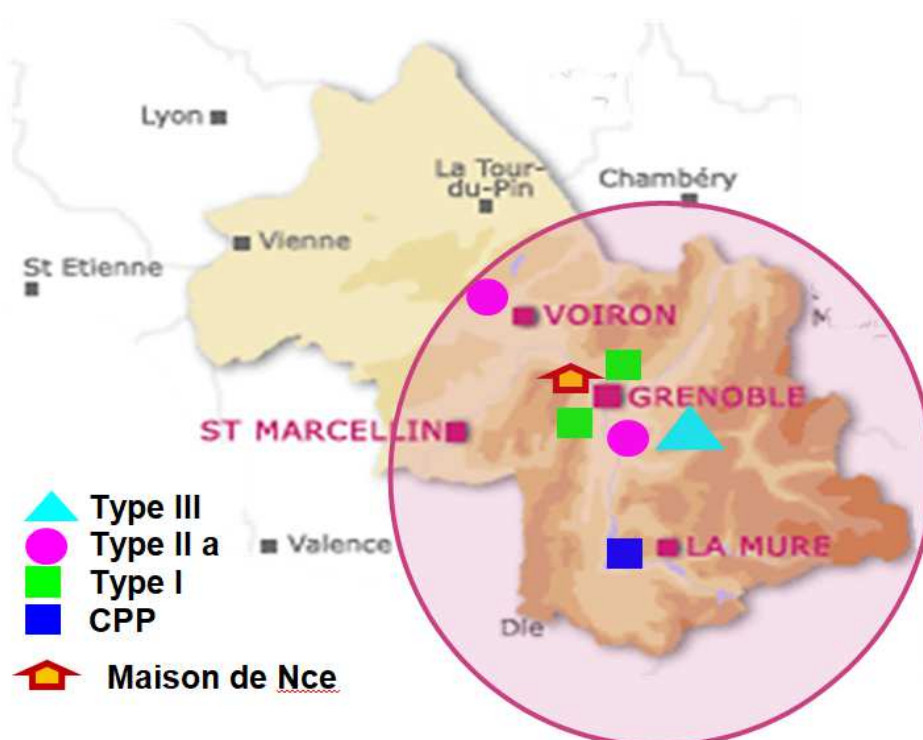 Lyon
La Tour-
du-Pin
Chambéry
Vienne
St Etienne
VOIRON
M
GRENOBLE
ST MARCELLIN
Type III
Type II a
Valence
LA MURE
Type I
CPP
Die
Maison de Nce